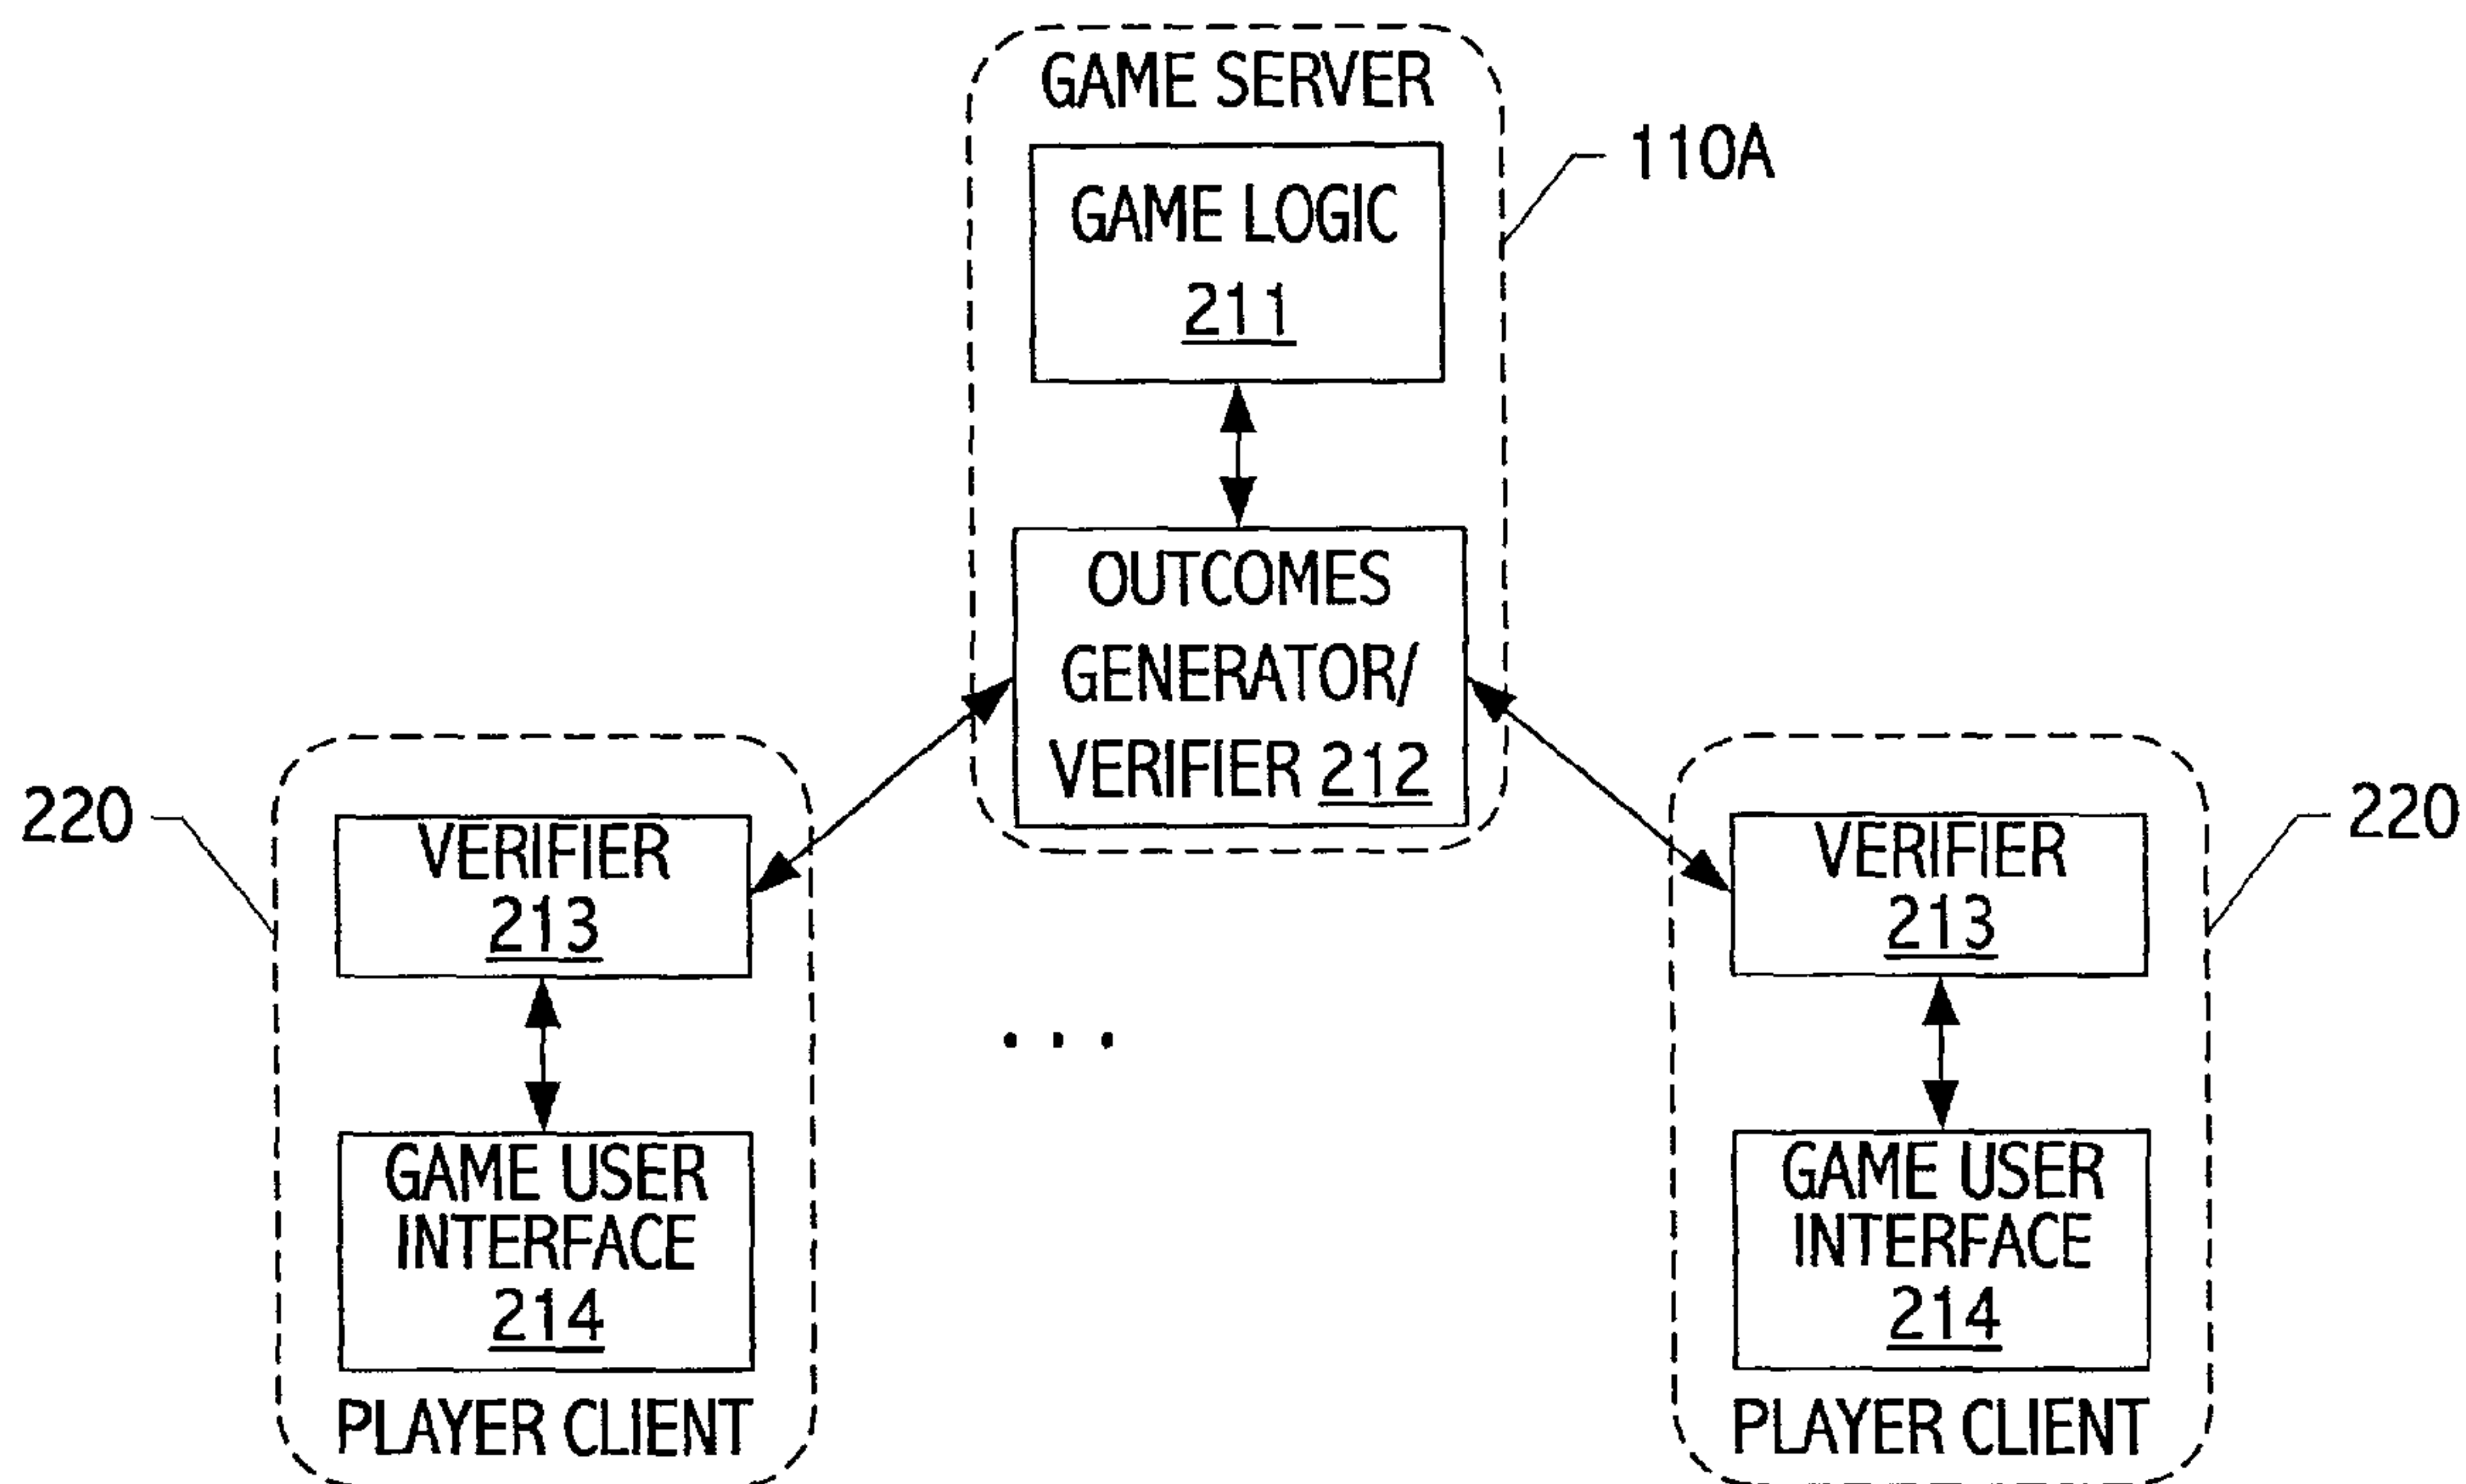 GAME SERVER
110A
GAME LOGIC
211
OUTCOMES
GENERATOR/
VERIFIER 212
220
VERIFIER
213
GAME USER
INTERFACE
214
PLAYER CLIENT
. . .
220
VERIFIER
213
GAME USER
INTERFACE
214
PLAYER CLIENT